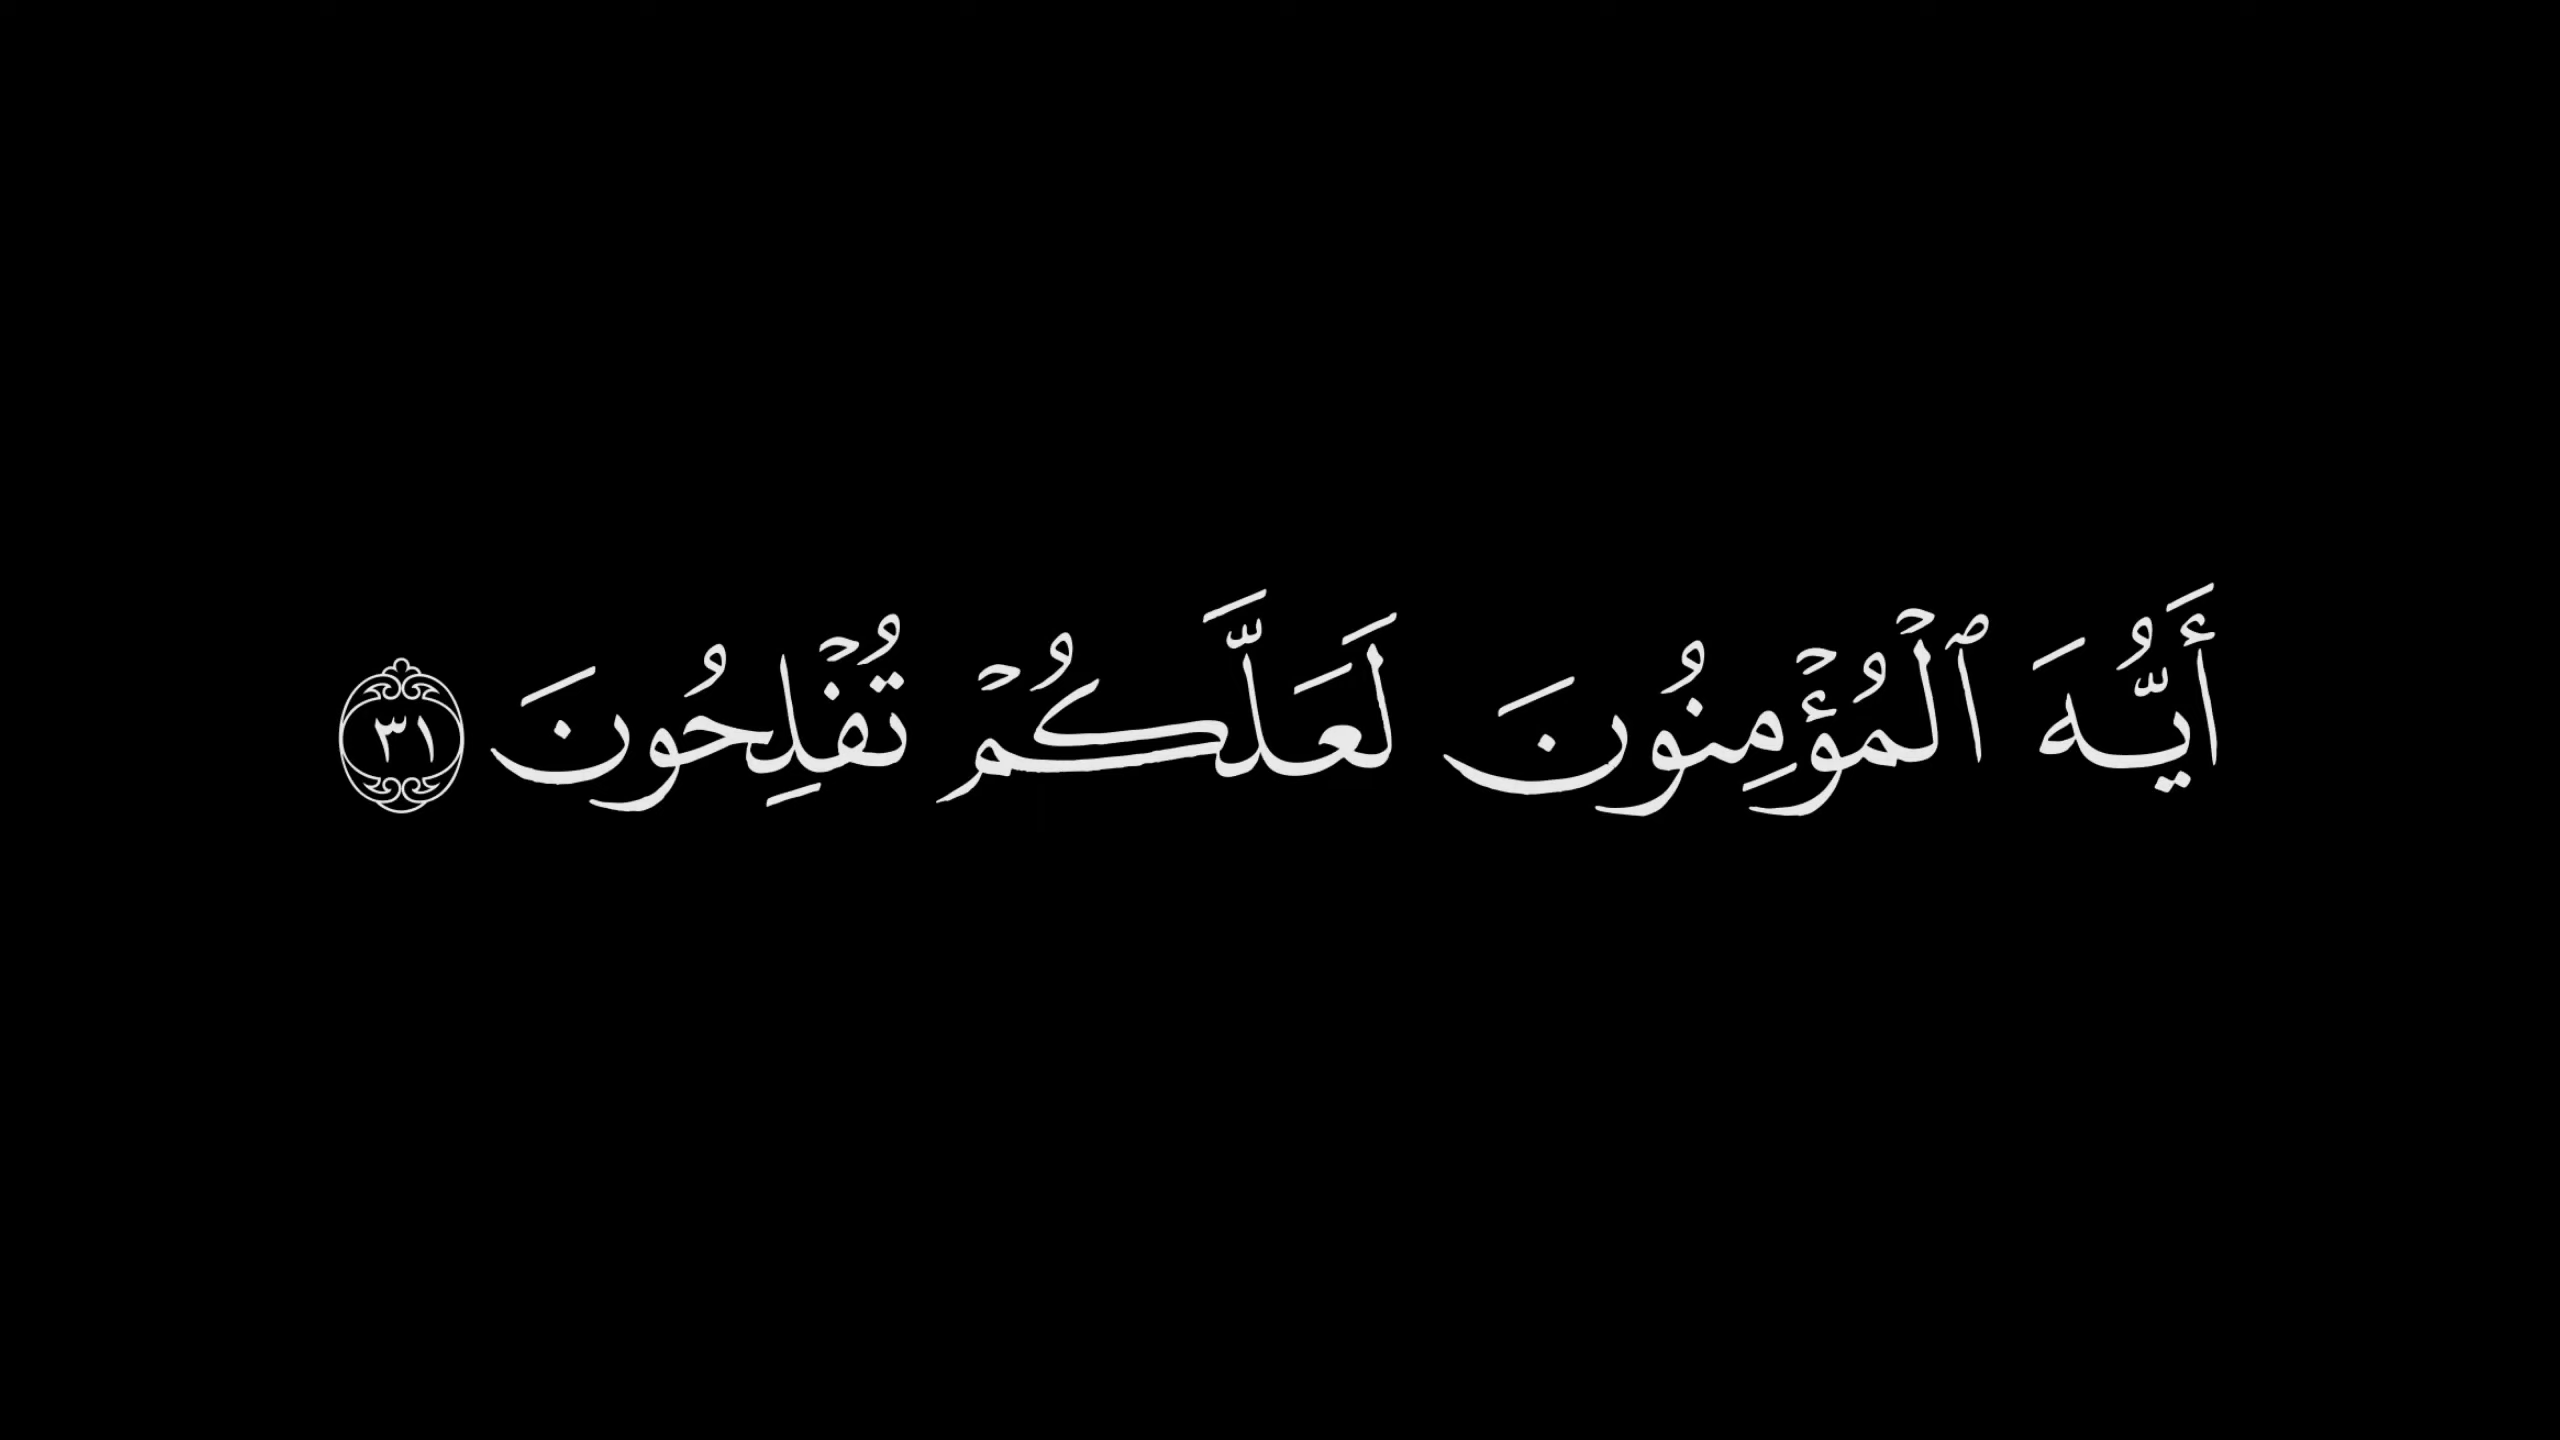 أَيُّهَ ٱلْمُؤْمِنُونَ لَعَلَّكُمْ تُفْلِحُونَ ٣١